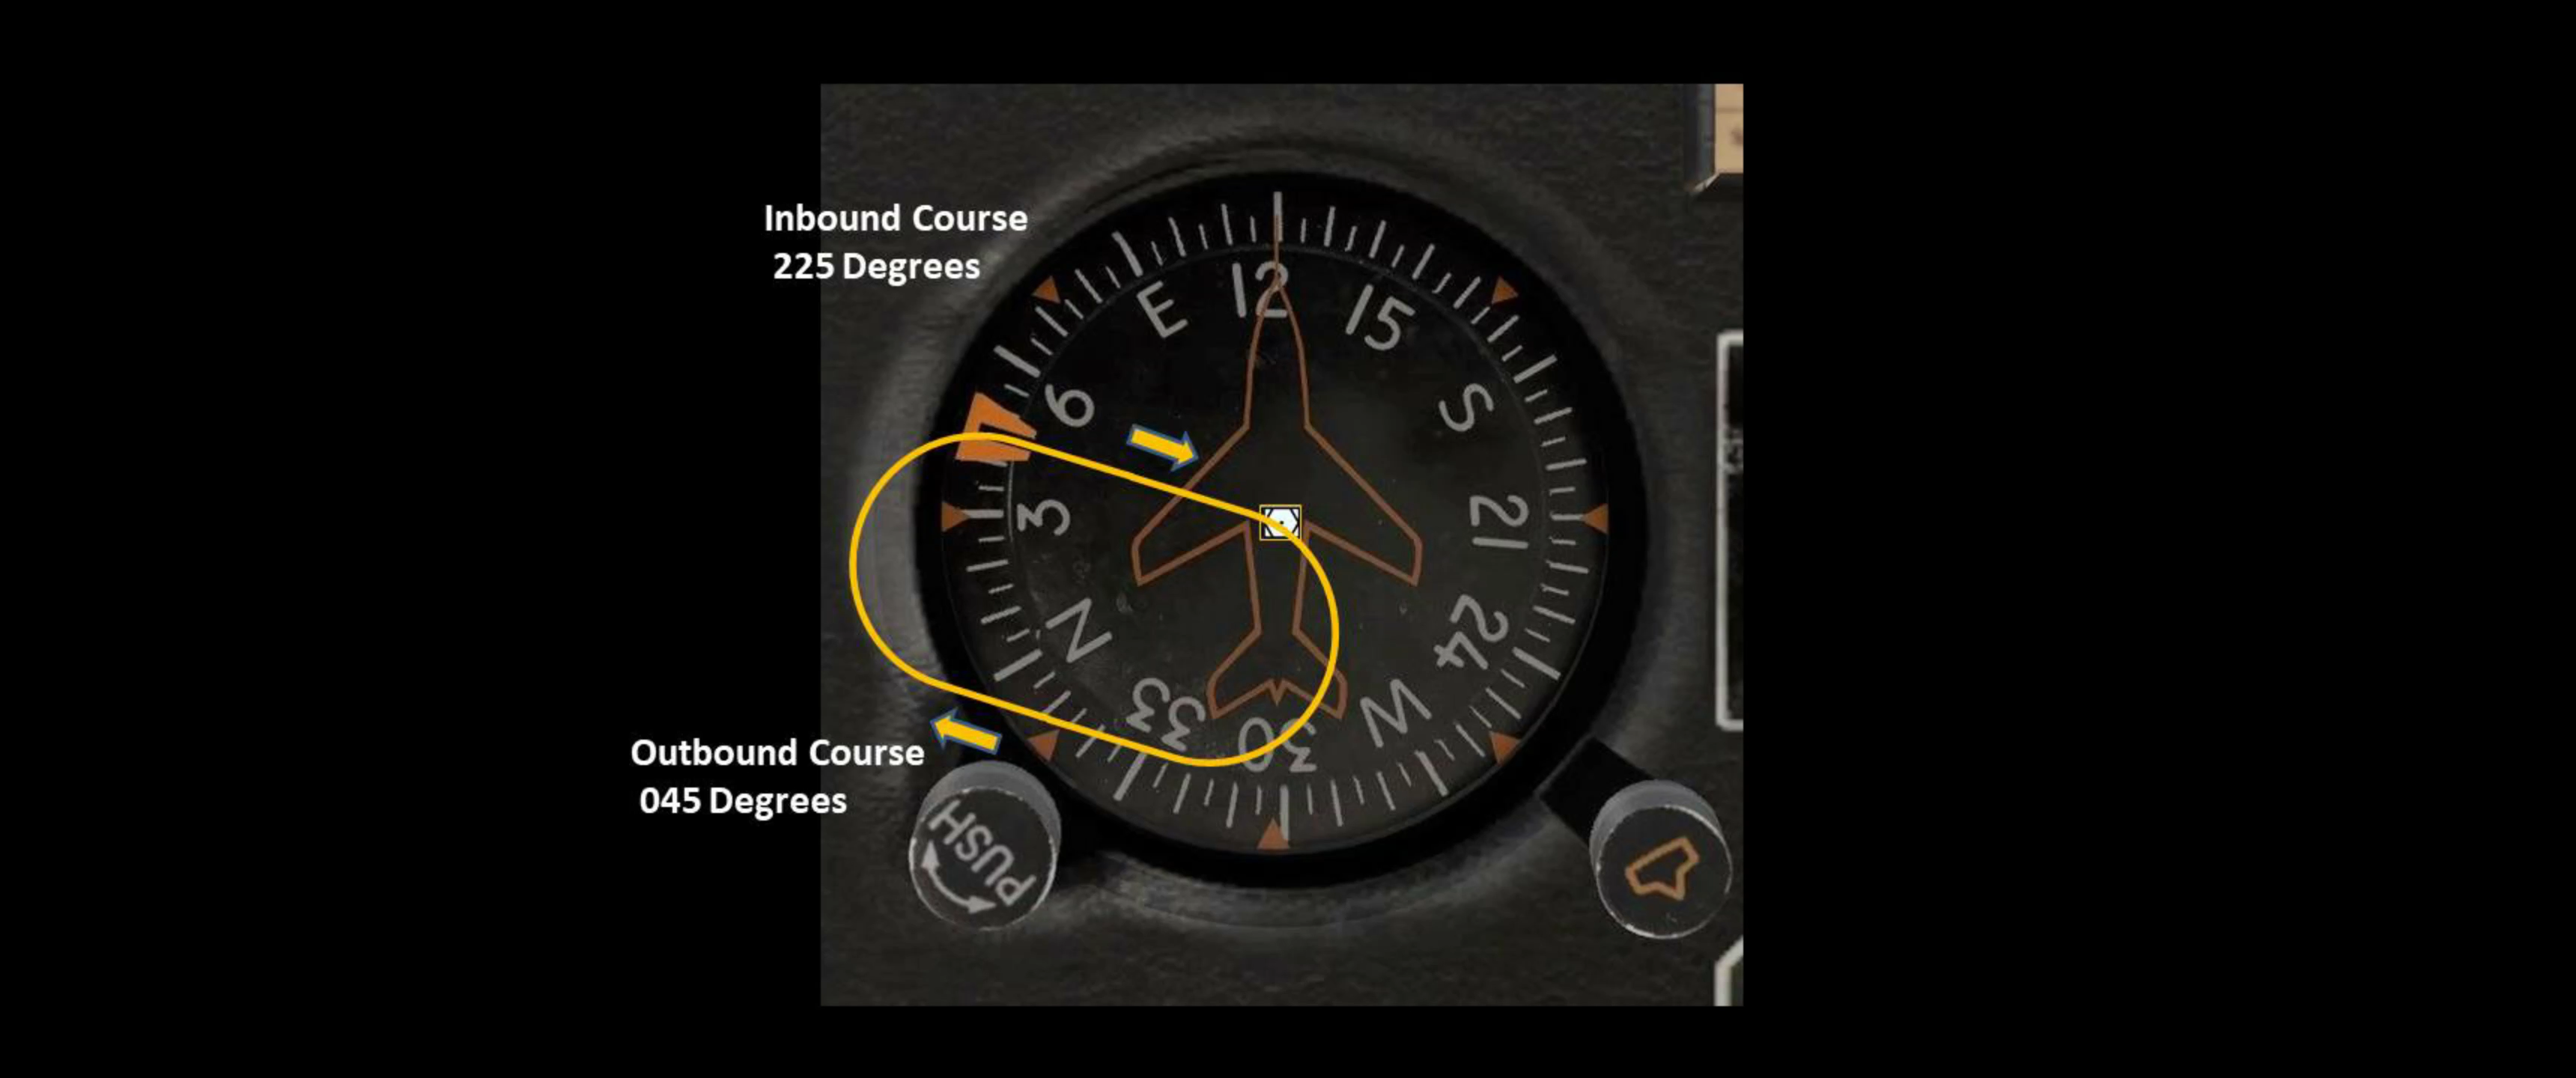 Inbound Course
225 Degrees
E
12
15
6
S
3
21
N
24
33
30
W
Outbound Course
045 Degrees
PUSH